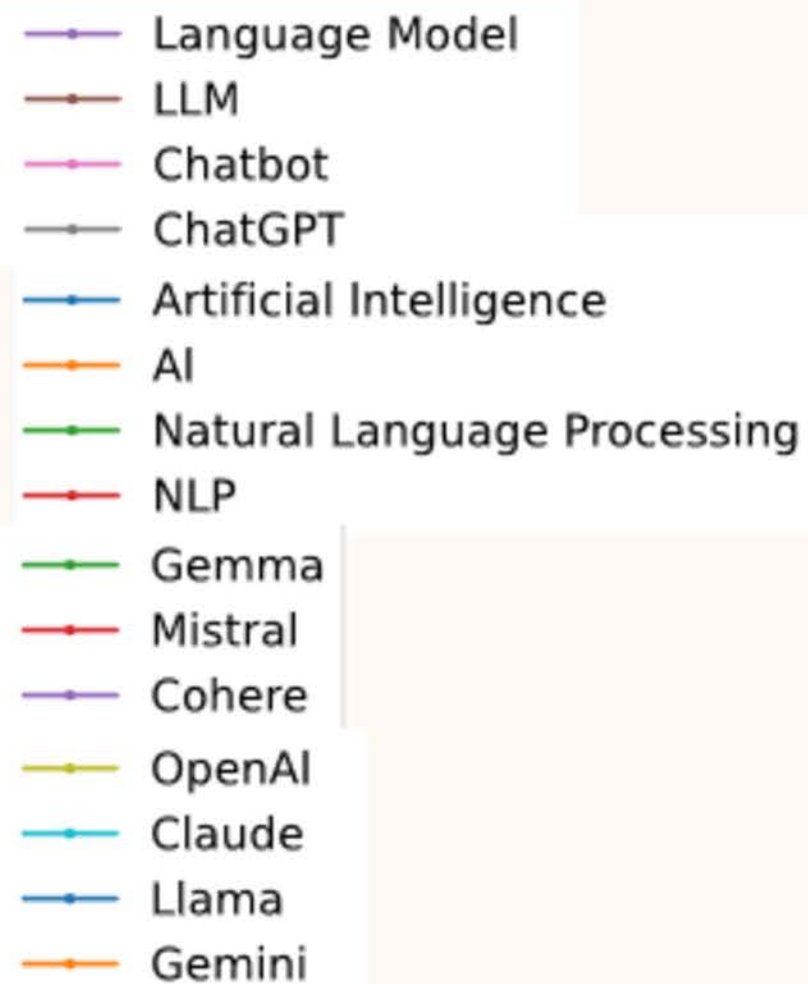 Language Model
LLM
Chatbot
ChatGPT
Artificial Intelligence
AI
Natural Language Processing
NLP
Gemma
Mistral
Cohere
OpenAI
Claude
Llama
Gemini